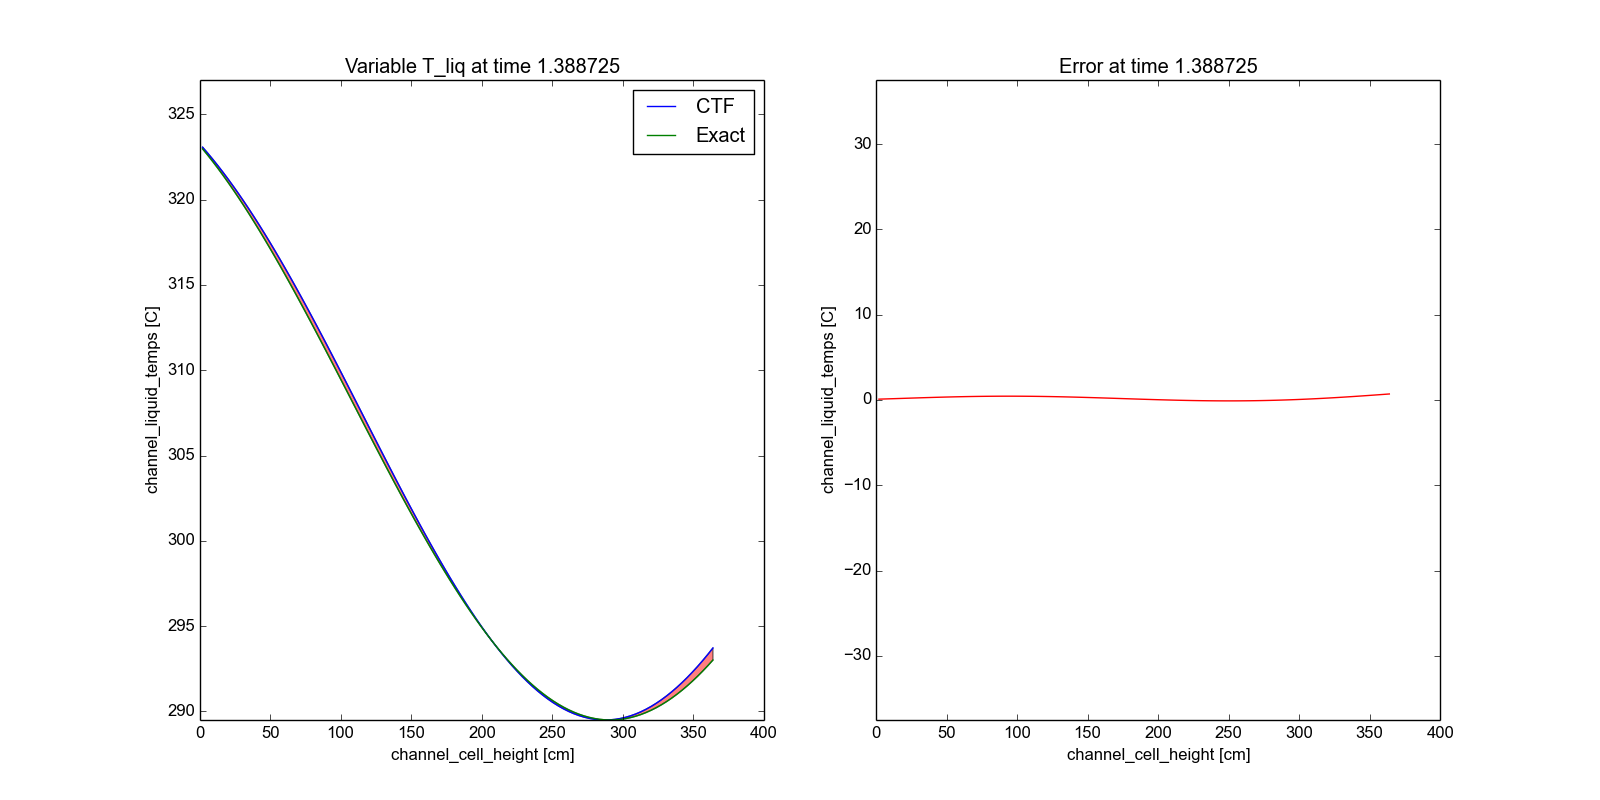 Variable T_liq at time 1.388725
CTF
Exact
325
320
315
310
305
300
295
290
channel_liquid_temps [C]
0 50 100 150 200 250 300 350 400
channel_cell_height [cm]
Error at time 1.388725
30
20
10
0
−10
−20
−30
channel_liquid_temps [C]
0 50 100 150 200 250 300 350 400
channel_cell_height [cm]